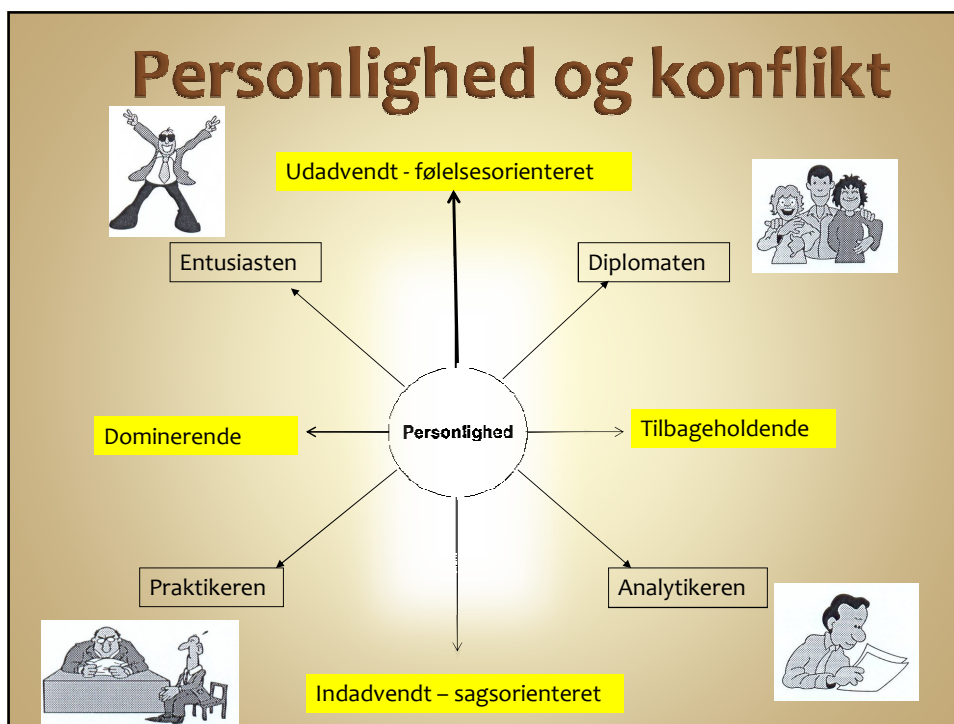 Personlighed og konflikt
Udadvendt - følelsesorienteret
Entusiasten
Diplomaten
Dominerende
Personlighed
Tilbageholdende
Praktikeren
Analytikeren
Indadvendt – sagsorienteret